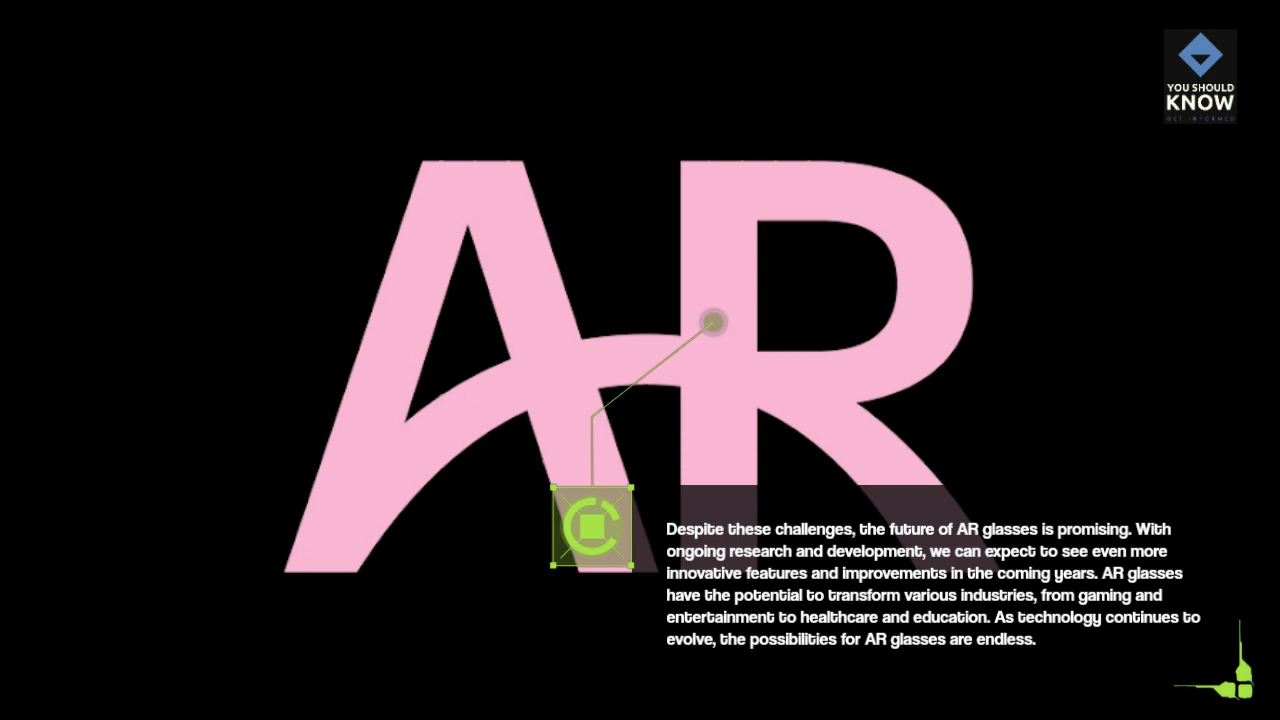 YOU SHOULD
KNOW
GET INFORMED
AR
Despite these challenges, the future of AR glasses is promising. With
ongoing research and development, we can expect to see even more
innovative features and improvements in the coming years. AR glasses
have the potential to transform various industries, from gaming and
entertainment to healthcare and education. As technology continues to
evolve, the possibilities for AR glasses are endless.